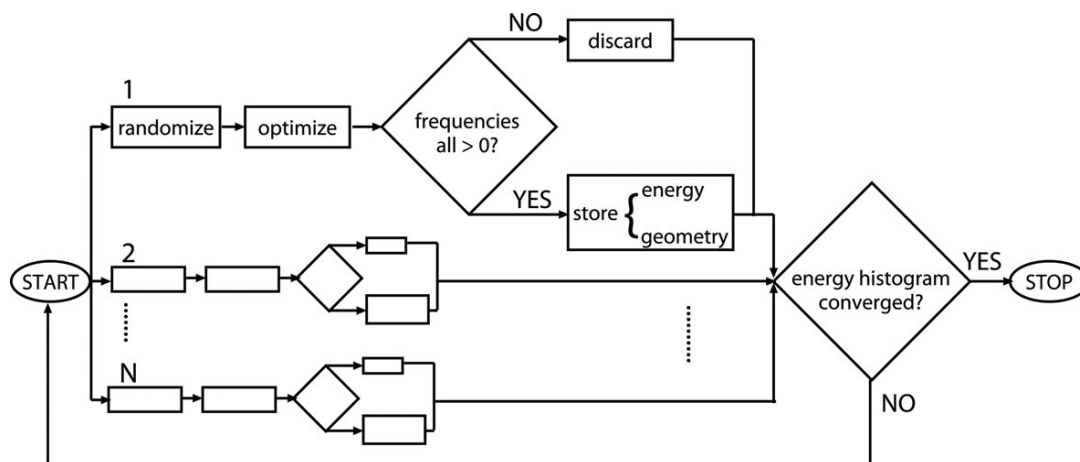 NO
discard
1
randomize
optimize
frequencies
all > 0?
YES
store { energy
geometry
2
START
energy histogram
converged?
YES
STOP
N
NO